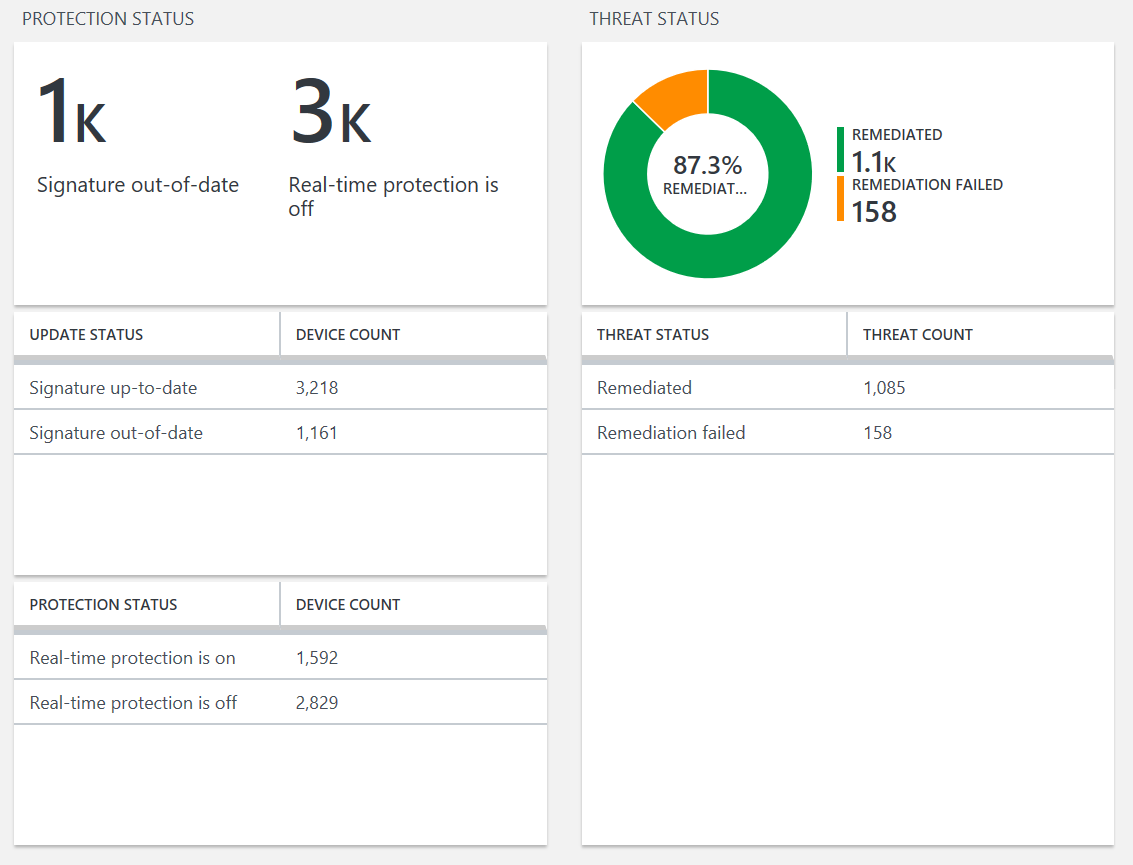 PROTECTION STATUS
1K
Signature out-of-date
3K
Real-time protection is
off
UPDATE STATUS DEVICE COUNT
Signature up-to-date 3,218
Signature out-of-date 1,161
PROTECTION STATUS DEVICE COUNT
Real-time protection is on 1,592
Real-time protection is off 2,829
THREAT STATUS
87.3%
REMEDIAT...
REMEDIATED
1.1K
REMEDIATION FAILED
158
THREAT STATUS THREAT COUNT
Remediated 1,085
Remediation failed 158